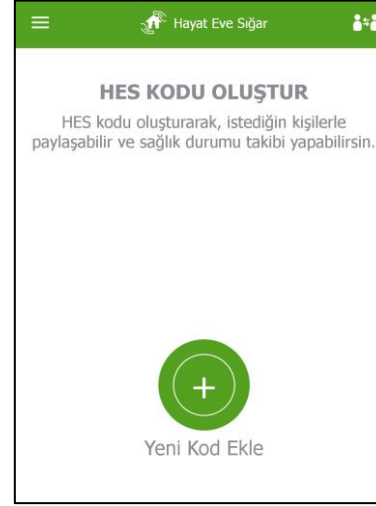 Hayat Eve Sığar
HES KODU OLUŞTUR
HES kodu oluşturarak, istediğin kişilerle
paylaşabilir ve sağlık durumu takibi yapabilirsin.
+
Yeni Kod Ekle